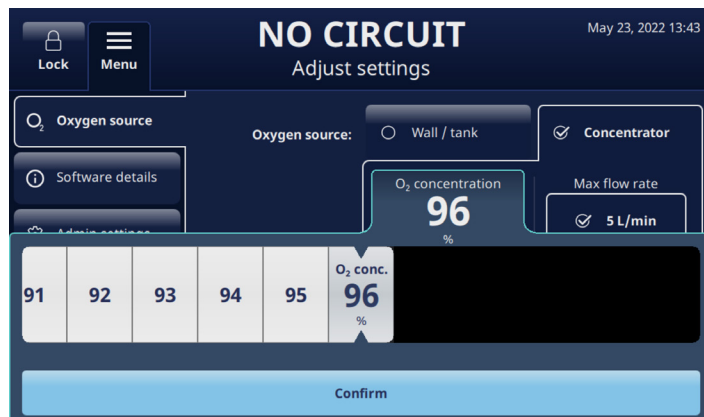 NO CIRCUIT
May 23, 2022 13:43
Lock
Menu
Adjust settings
O₂ Oxygen source
Oxygen source:
Wall / tank
Concentrator
Software details
O₂ concentration
96
%
Max flow rate
5 L/min
Admin settings
91
92
93
94
95
O₂ conc.
96
%
Confirm